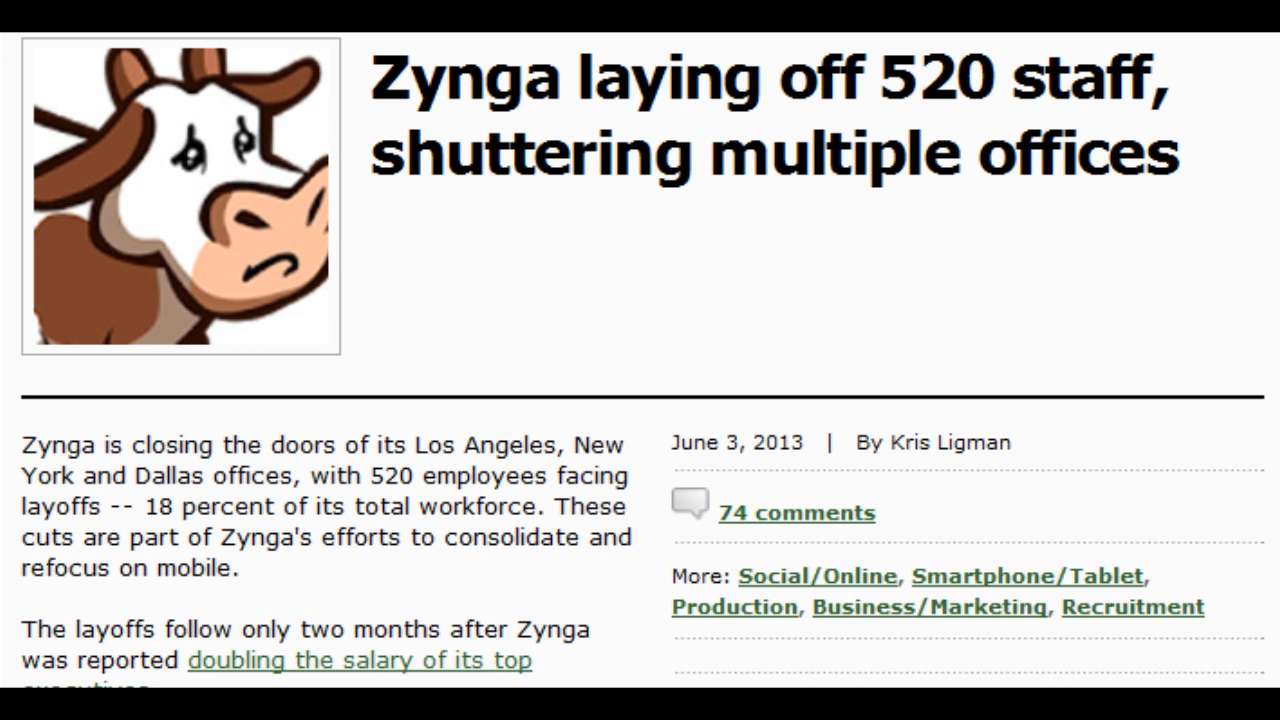 Zynga laying off 520 staff,
shuttering multiple offices
Zynga is closing the doors of its Los Angeles, New
York and Dallas offices, with 520 employees facing
layoffs -- 18 percent of its total workforce. These
cuts are part of Zynga's efforts to consolidate and
refocus on mobile.
The layoffs follow only two months after Zynga
was reported doubling the salary of its top
June 3, 2013 | By Kris Ligman
74 comments
More: Social/Online, Smartphone/Tablet,
Production, Business/Marketing, Recruitment